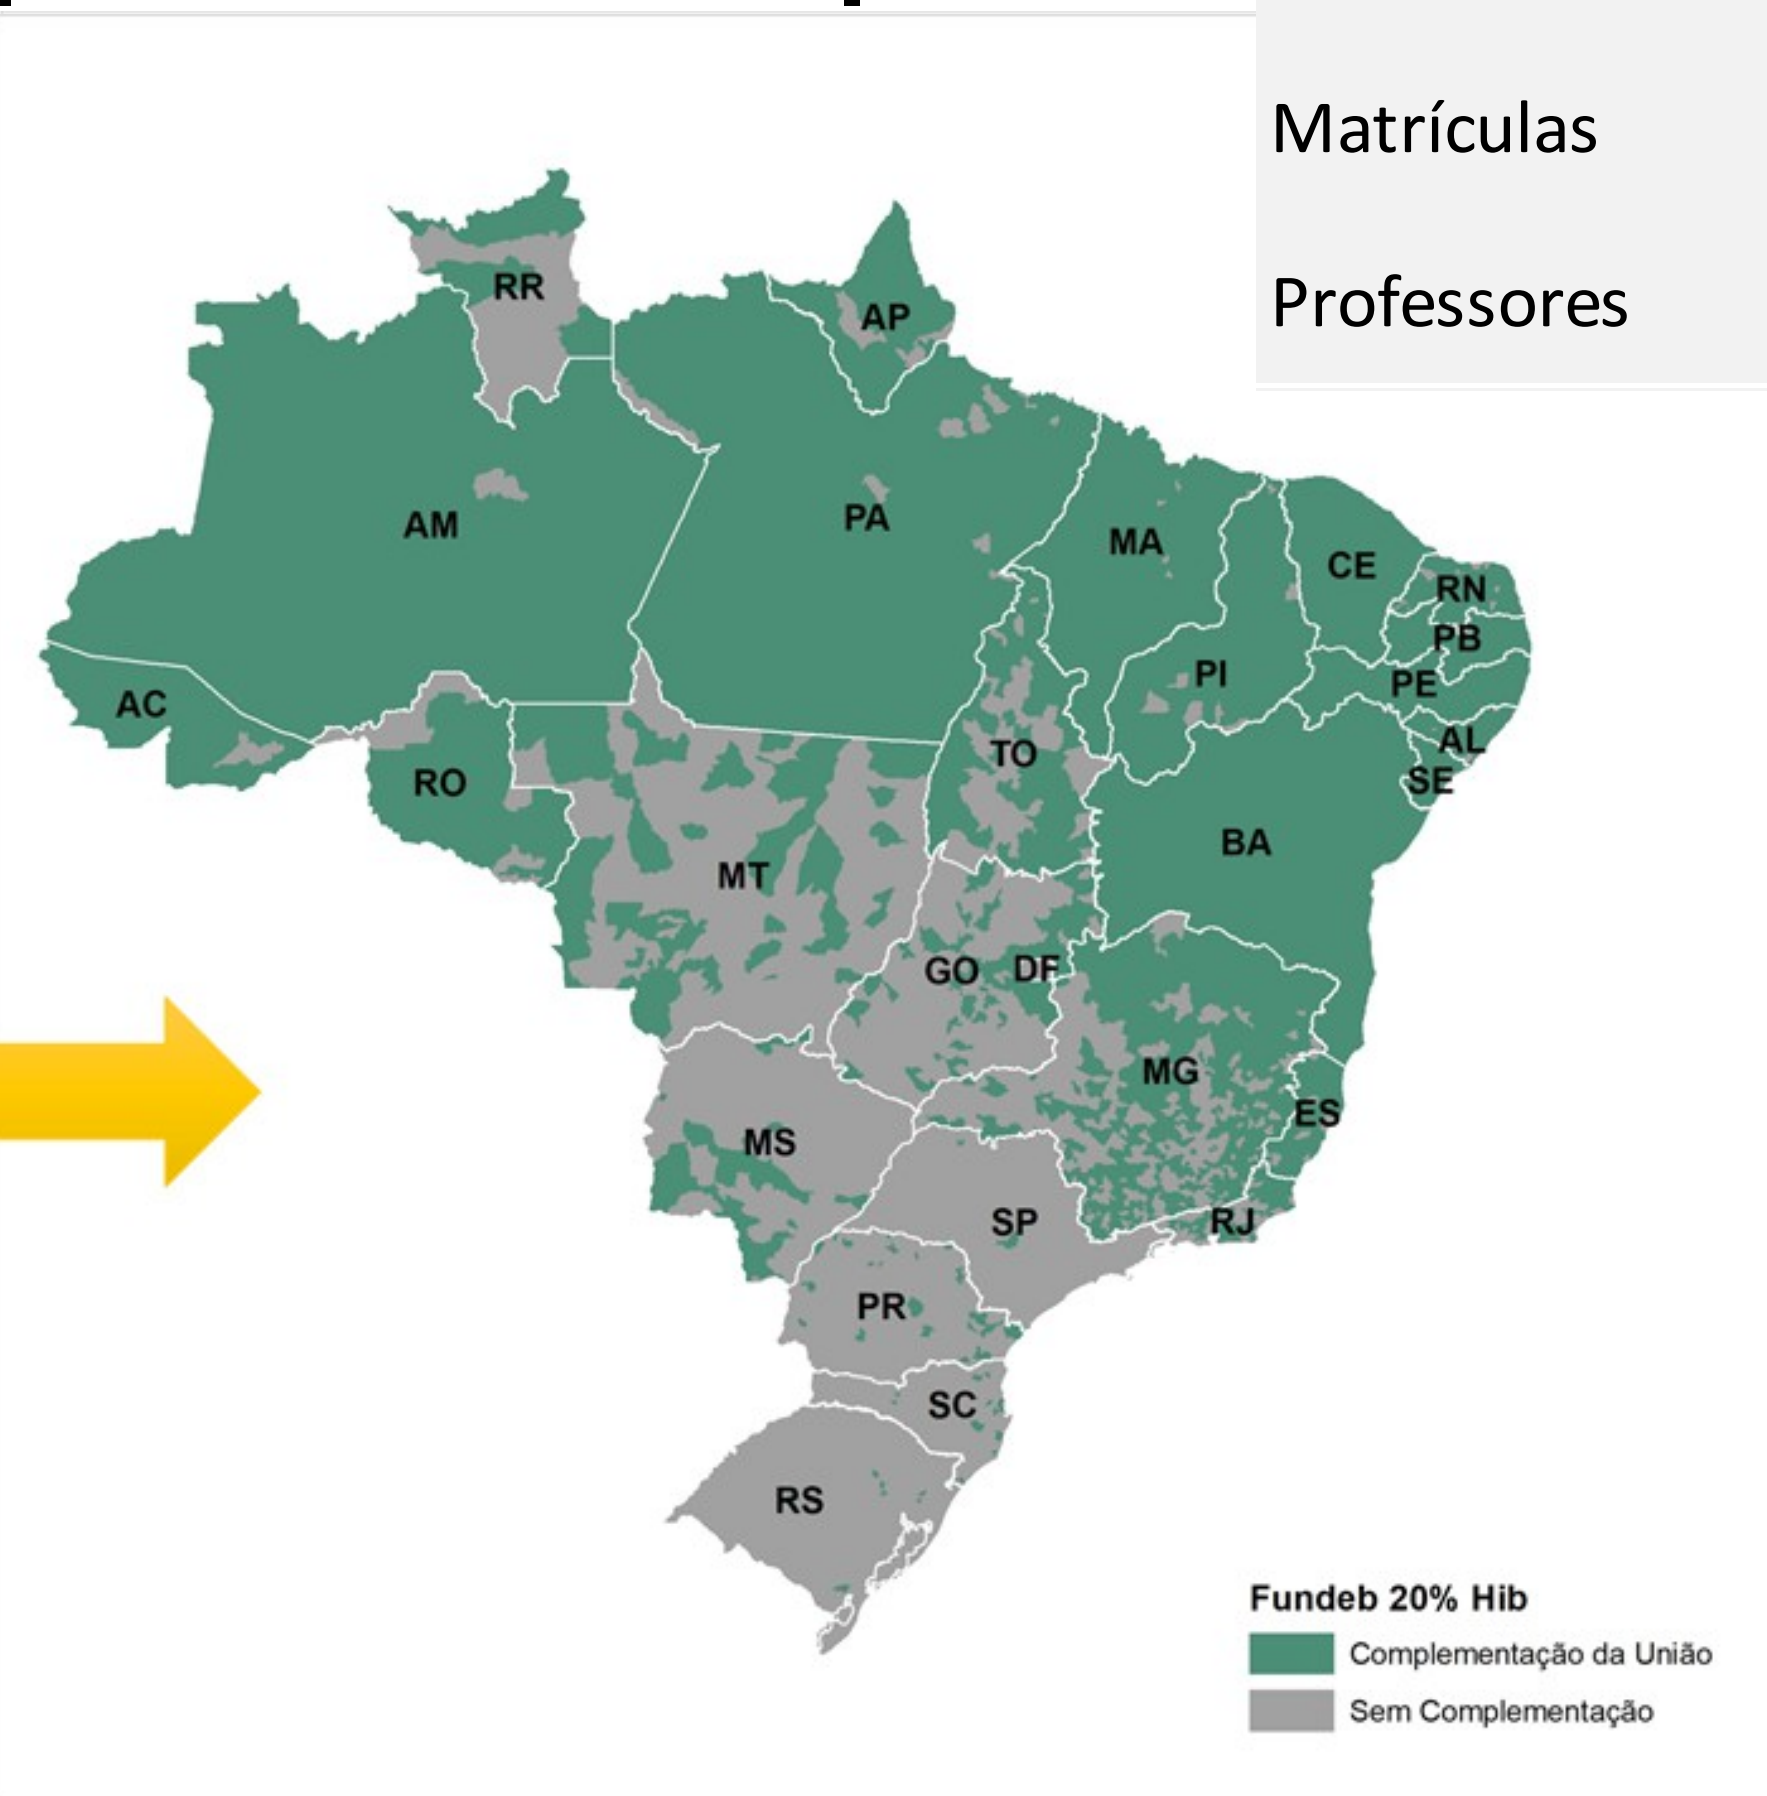 Matrículas
Professores
RR
AP
AM
PA
MA
CE
RN
PB
PI
PE
AC
AL
TO
SE
RO
BA
MT
GO
DF
MG
ES
MS
SP
RJ
PR
SC
RS
Fundeb 20% Hib
Complementação da União
Sem Complementação